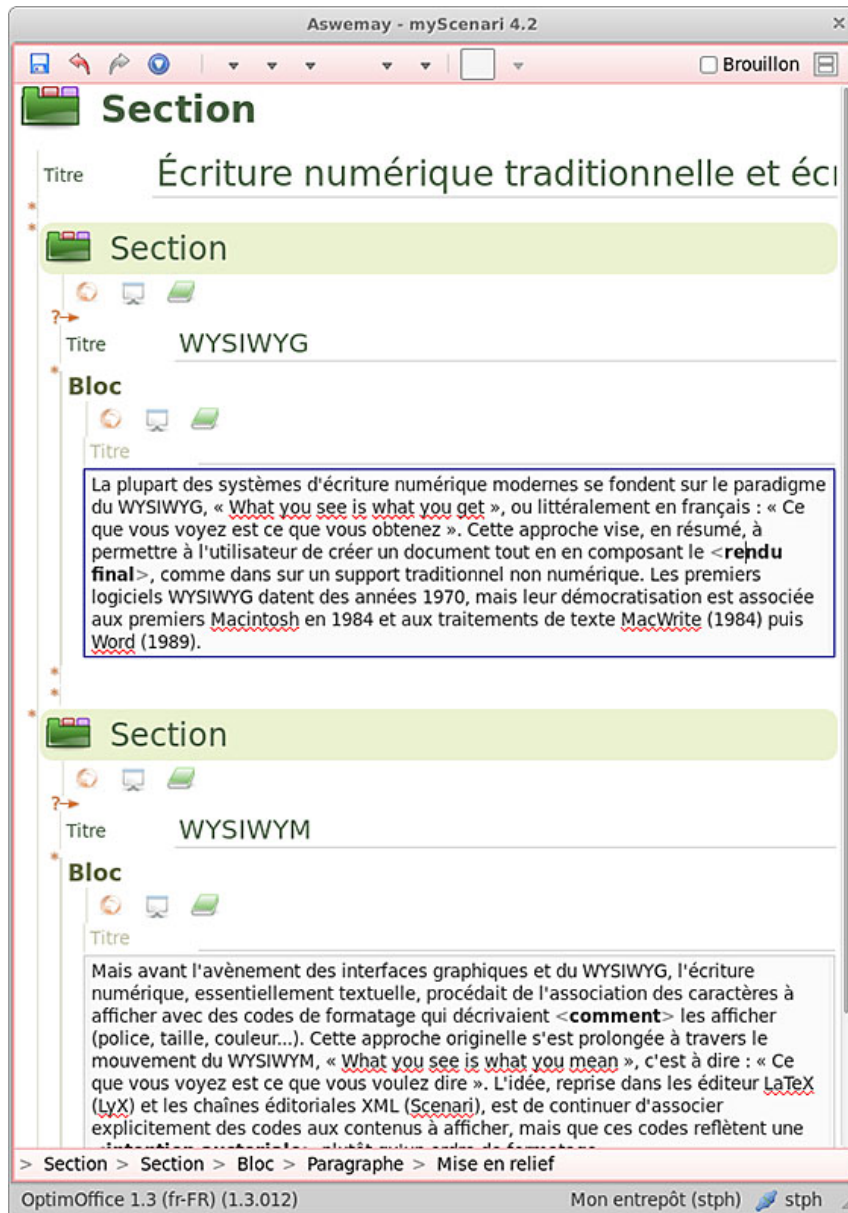 Aswemay - myScenari 4.2
Brouillon
Section
Titre Écriture numérique traditionnelle et
Section
Titre WYSIWYG
Bloc
Titre
La plupart des systèmes d'écriture numérique modernes se fondent sur le paradigme
du WYSIWYG, « What you see is what you get », ou littéralement en français : « Ce
que vous voyez est ce que vous obtenez ». Cette approche vise, en résumé, à
permettre à l'utilisateur de créer un document tout en en composant le <rendu
final>, comme dans sur un support traditionnel non numérique. Les premiers
logiciels WYSIWYG datent des années 1970, mais leur démocratisation est associée
aux premiers Macintosh en 1984 et aux traitements de texte MacWrite (1984) puis
Word (1989).
Section
Titre WYSIWYM
Bloc
Titre
Mais avant l'avènement des interfaces graphiques et du WYSIWYG, l'écriture
numérique, essentiellement textuelle, procédait de l'association des caractères à
afficher avec des codes de formatage qui décrivaient <comment> les afficher
(police, taille, couleur...). Cette approche originelle s'est prolongée à travers le
mouvement du WYSIWYM, « What you see is what you mean », c'est à dire : « Ce
que vous voyez est ce que vous voulez dire ». L'idée, reprise dans les éditeur LaTeX
(LyX) et les chaînes éditoriales XML (Scenari), est de continuer d'associer
explicitement des codes aux contenus à afficher, mais que ces codes reflètent une
> Section > Section > Bloc > Paragraphe > Mise en relief
OptimOffice 1.3 (fr-FR) (1.3.012) Mon entrepôt (stph) stph